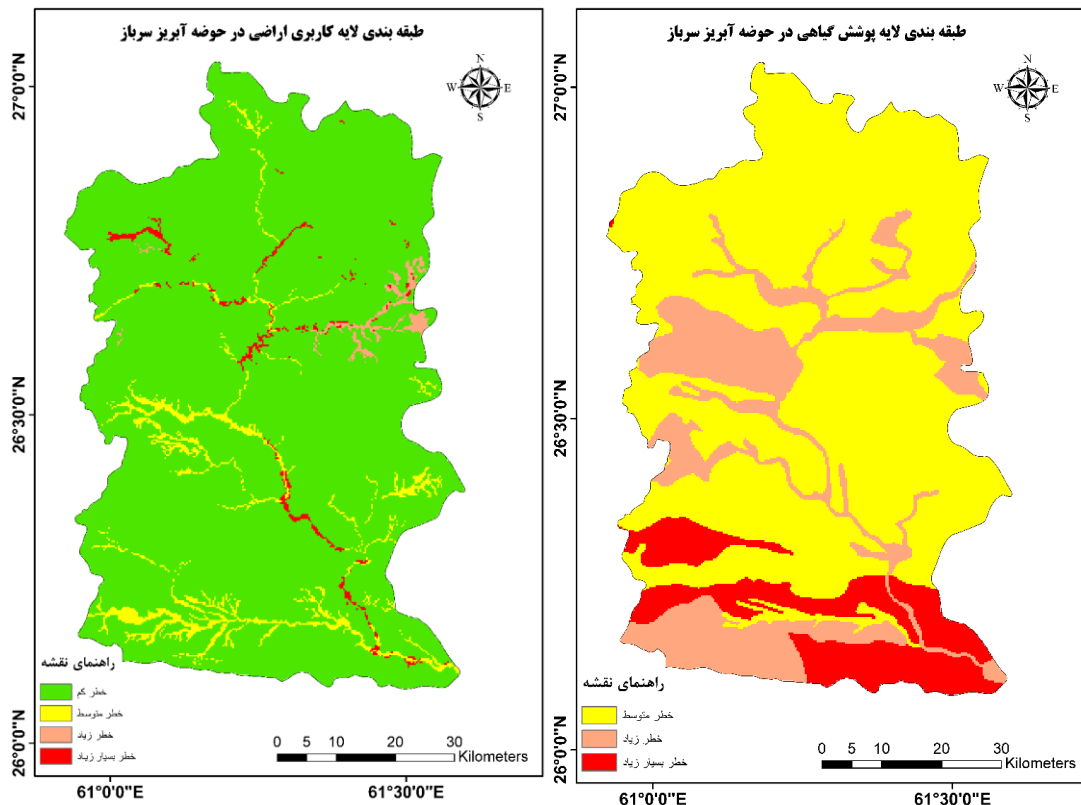 طبقه بندی لایه کاربری اراضی در حوضه آبریز سرباز
N
W E
S
27°0'0"N
26°30'0"N
26°0'0"N
راهنمای نقشه
خطر کم
خطر متوسط
خطر زیاد
خطر بسیار زیاد
0 5 10 20 30
Kilometers
61°0'0"E 61°30'0"E
طبقه بندی لایه پوشش گیاهی در حوضه آبریز سرباز
N
W E
S
27°0'0"N
26°30'0"N
26°0'0"N
راهنمای نقشه
خطر متوسط
خطر زیاد
خطر بسیار زیاد
0 5 10 20 30
Kilometers
61°0'0"E 61°30'0"E